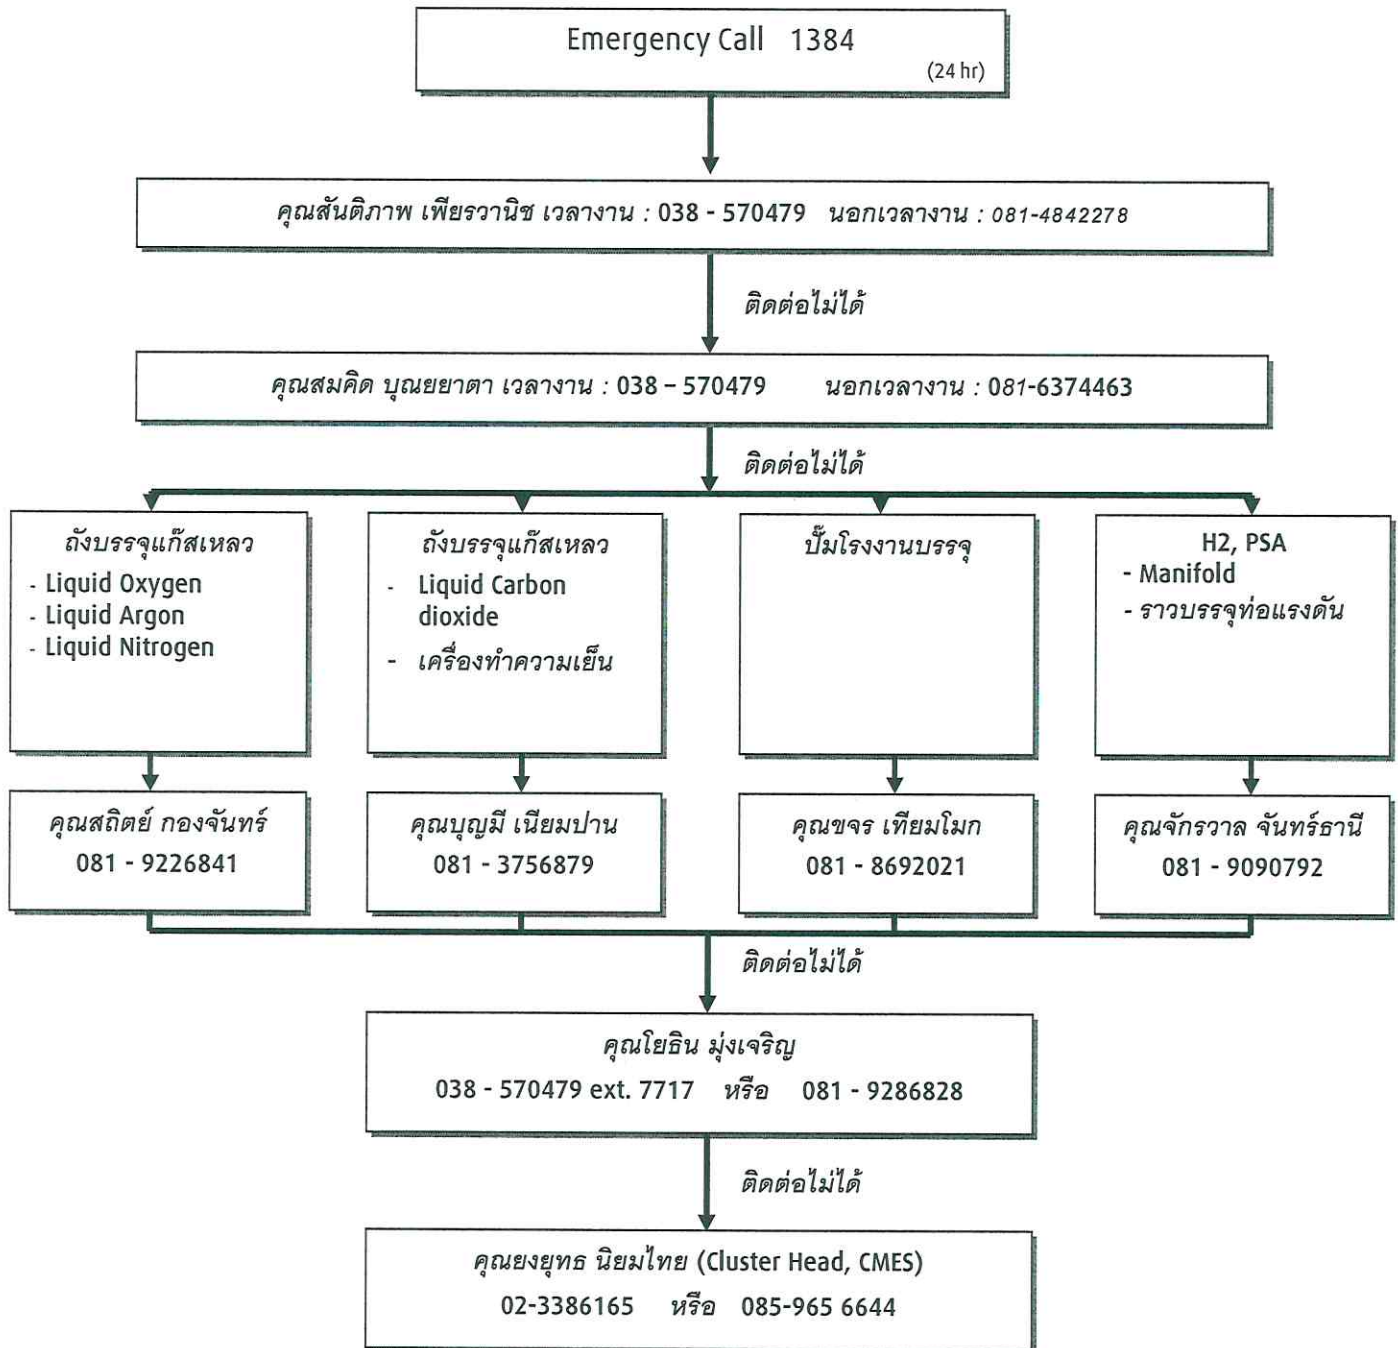 Emergency Call 1384
(24 hr)
คุณสันติภาพ เพียรวานิช เวลางาน : 038 - 570479 นอกเวลางาน : 081-4842278
ติดต่อไม่ได้
คุณสมคิด บุณยยาตา เวลางาน : 038 – 570479 นอกเวลางาน : 081-6374463
ติดต่อไม่ได้
ถังบรรจุแก๊สเหลว
- Liquid Oxygen
- Liquid Argon
- Liquid Nitrogen
ถังบรรจุแก๊สเหลว
- Liquid Carbon
dioxide
- เครื่องทำความเย็น
ปั๊มโรงงานบรรจุ
H2, PSA
- Manifold
- ราวบรรจุท่อแรงดัน
คุณสถิตย์ กองจันทร์
081 - 9226841
คุณบุญมี เนียมปาน
081 - 3756879
คุณขจร เทียมโมก
081 - 8692021
คุณจักรวาล จันทร์ธานี
081 - 9090792
ติดต่อไม่ได้
คุณโยธิน มุ่งเจริญ
038 - 570479 ext. 7717 หรือ 081 - 9286828
ติดต่อไม่ได้
คุณยงยุทธ นิยมไทย (Cluster Head, CMES)
02-3386165 หรือ 085-965 6644